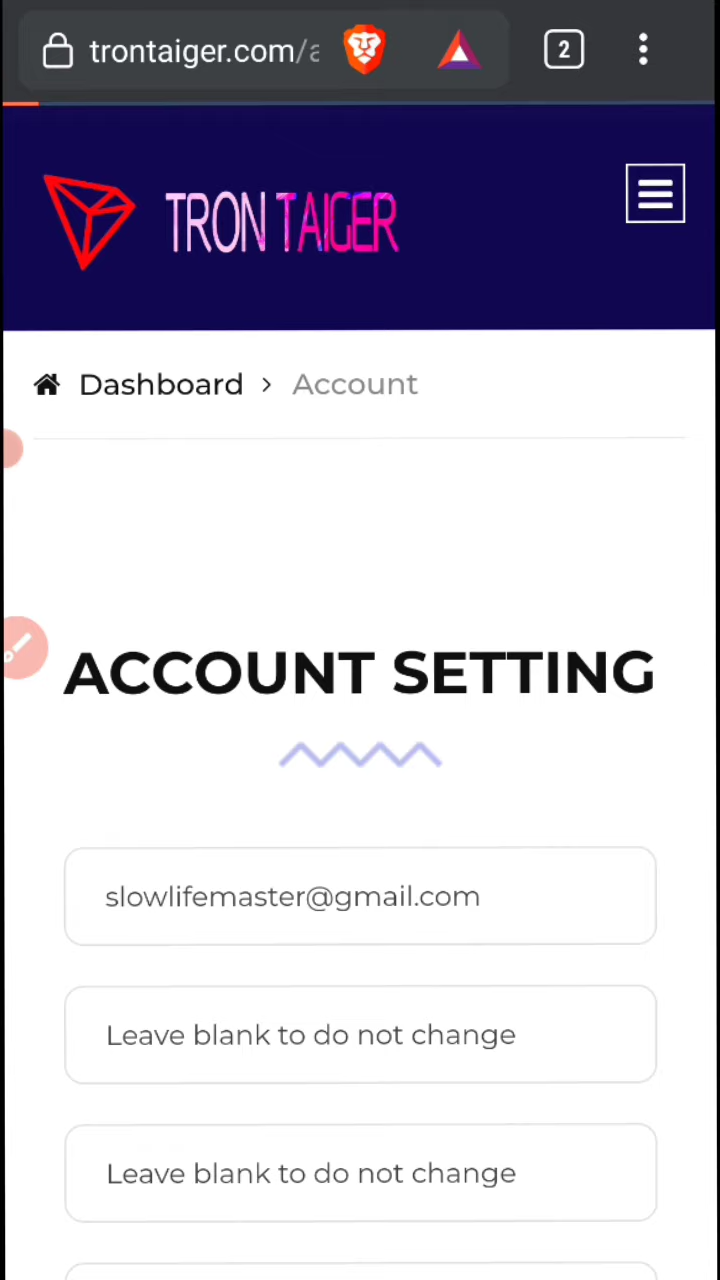 trontaiger.com/a
2
TRON TAIGER
Dashboard > Account
ACCOUNT SETTING
slowlifemaster@gmail.com
Leave blank to do not change
Leave blank to do not change